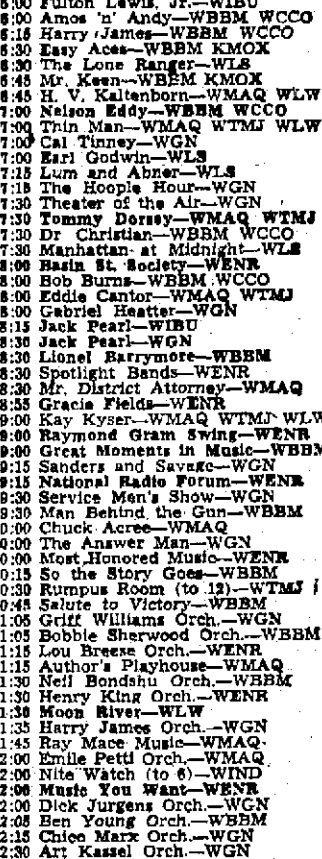 6:00 Fulton Lewis, Jr.—WIBU
6:00 Amos 'n' Andy—WBBM WCCO
6:15 Harry James—WBBM WCCO
6:30 Easy Aces—WBBM KMOX
6:30 The Lone Ranger—WLS
6:45 Mr. Keen—WBBM KMOX
6:45 H. V. Kaltenborn—WMAQ WLW
7:00 Nelson Eddy—WBBM WCCO
7:00 Thin Man—WMAQ WTMJ WLW
7:00 Cal Tinney—WGN
7:00 Earl Godwin—WLS
7:15 Lum and Abner—WLS
7:15 The Hoople Hour—WGN
7:30 Theater of the Air—WGN
7:30 Tommy Dorsey—WMAQ WTMJ
7:30 Dr Christian—WBBM WCCO
7:30 Manhattan at Midnight—WLS
8:00 Basin St. Society—WENR
8:00 Bob Burns—WBBM WCCO
8:00 Eddie Cantor—WMAQ WTMJ
8:00 Gabriel Heatter—WGN
8:15 Jack Pearl—WIBU
8:30 Jack Pearl—WGN
8:30 Lionel Barrymore—WBBM
8:30 Spotlight Bands—WENR
8:30 Mr. District Attorney—WMAQ
8:55 Gracie Fields—WENR
9:00 Kay Kyser—WMAQ WTMJ WLW
9:00 Raymond Gram Swing—WENR
9:00 Great Moments in Music—WBBM
9:15 Sanders and Savage—WGN
9:15 National Radio Forum—WENR
9:30 Service Men's Show—WGN
9:30 Man Behind the Gun—WBBM
0:00 Chuck Acree—WMAQ
0:00 The Answer Man—WGN
0:00 Most Honored Music—WENR
0:15 So the Story Goes—WBBM
0:30 Rumpus Room (to 12)—WTMJ
0:45 Salute to Victory—WBBM
1:05 Griff Williams Orch.—WGN
1:05 Bobbie Sherwood Orch.—WBBM
1:15 Lou Breese Orch.—WENR
1:15 Author's Playhouse—WMAQ
1:30 Neil Bondshu Orch.—WBBM
1:30 Henry King Orch.—WENR
1:30 Moon River—WLW
1:35 Harry James Orch.—WGN
1:45 Ray Mace Music—WMAQ
2:00 Emile Petti Orch.—WMAQ
2:00 Nite Watch (to 6)—WIND
2:00 Music You Want—WENR
2:00 Dick Jurgens Orch.—WGN
2:05 Ben Young Orch.—WBBM
2:15 Chico Marx Orch.—WGN
2:30 Art Kassel Orch.—WGN